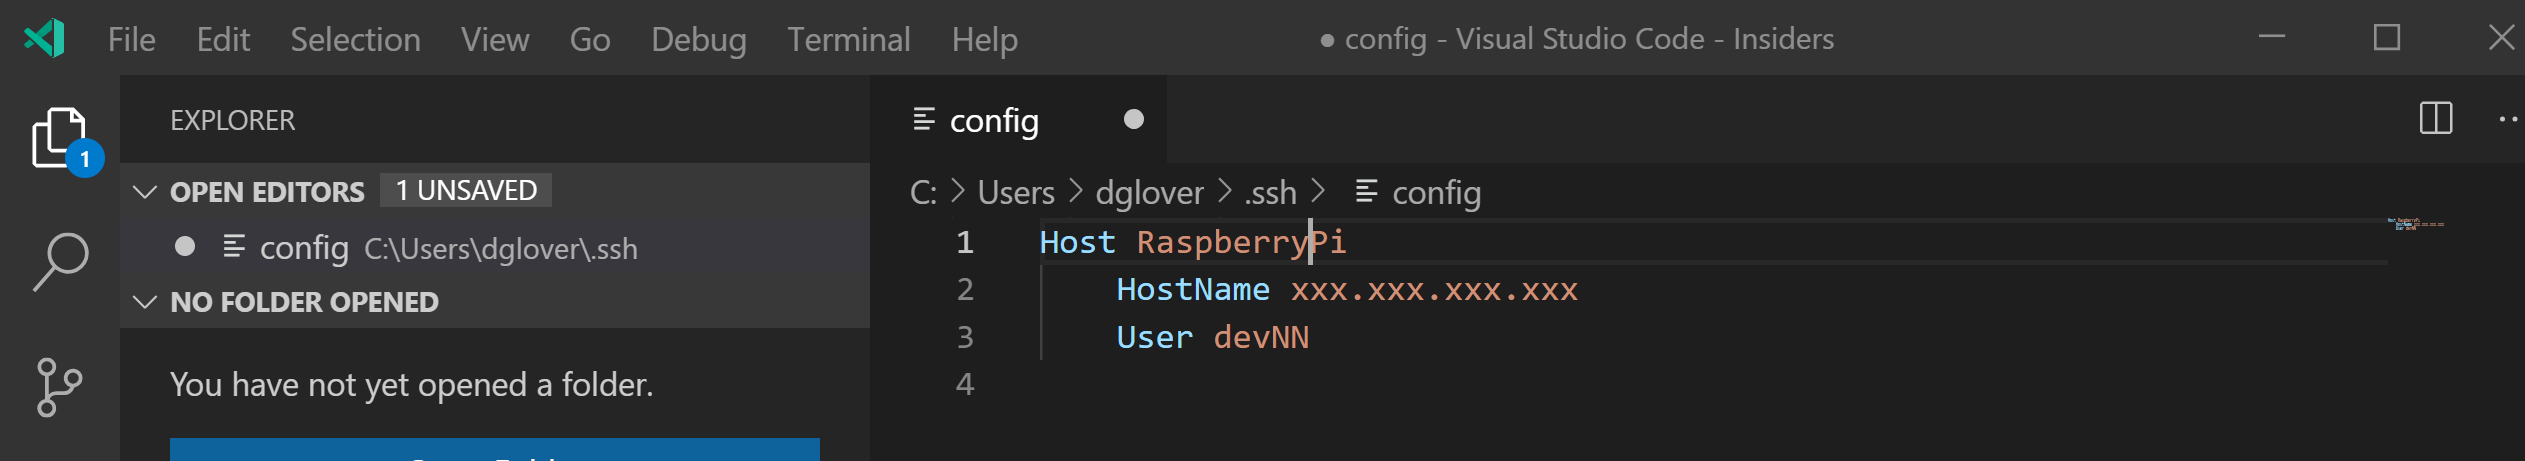 File Edit Selection View Go Debug Terminal Help ● config - Visual Studio Code - Insiders
EXPLORER
1
OPEN EDITORS 1 UNSAVED
config C:\Users\dglover\.ssh
NO FOLDER OPENED
You have not yet opened a folder.
config
C: > Users > dglover > .ssh > config
1 Host RaspberryPi
2 HostName xxx.xxx.xxx.xxx
3 User devNN
4